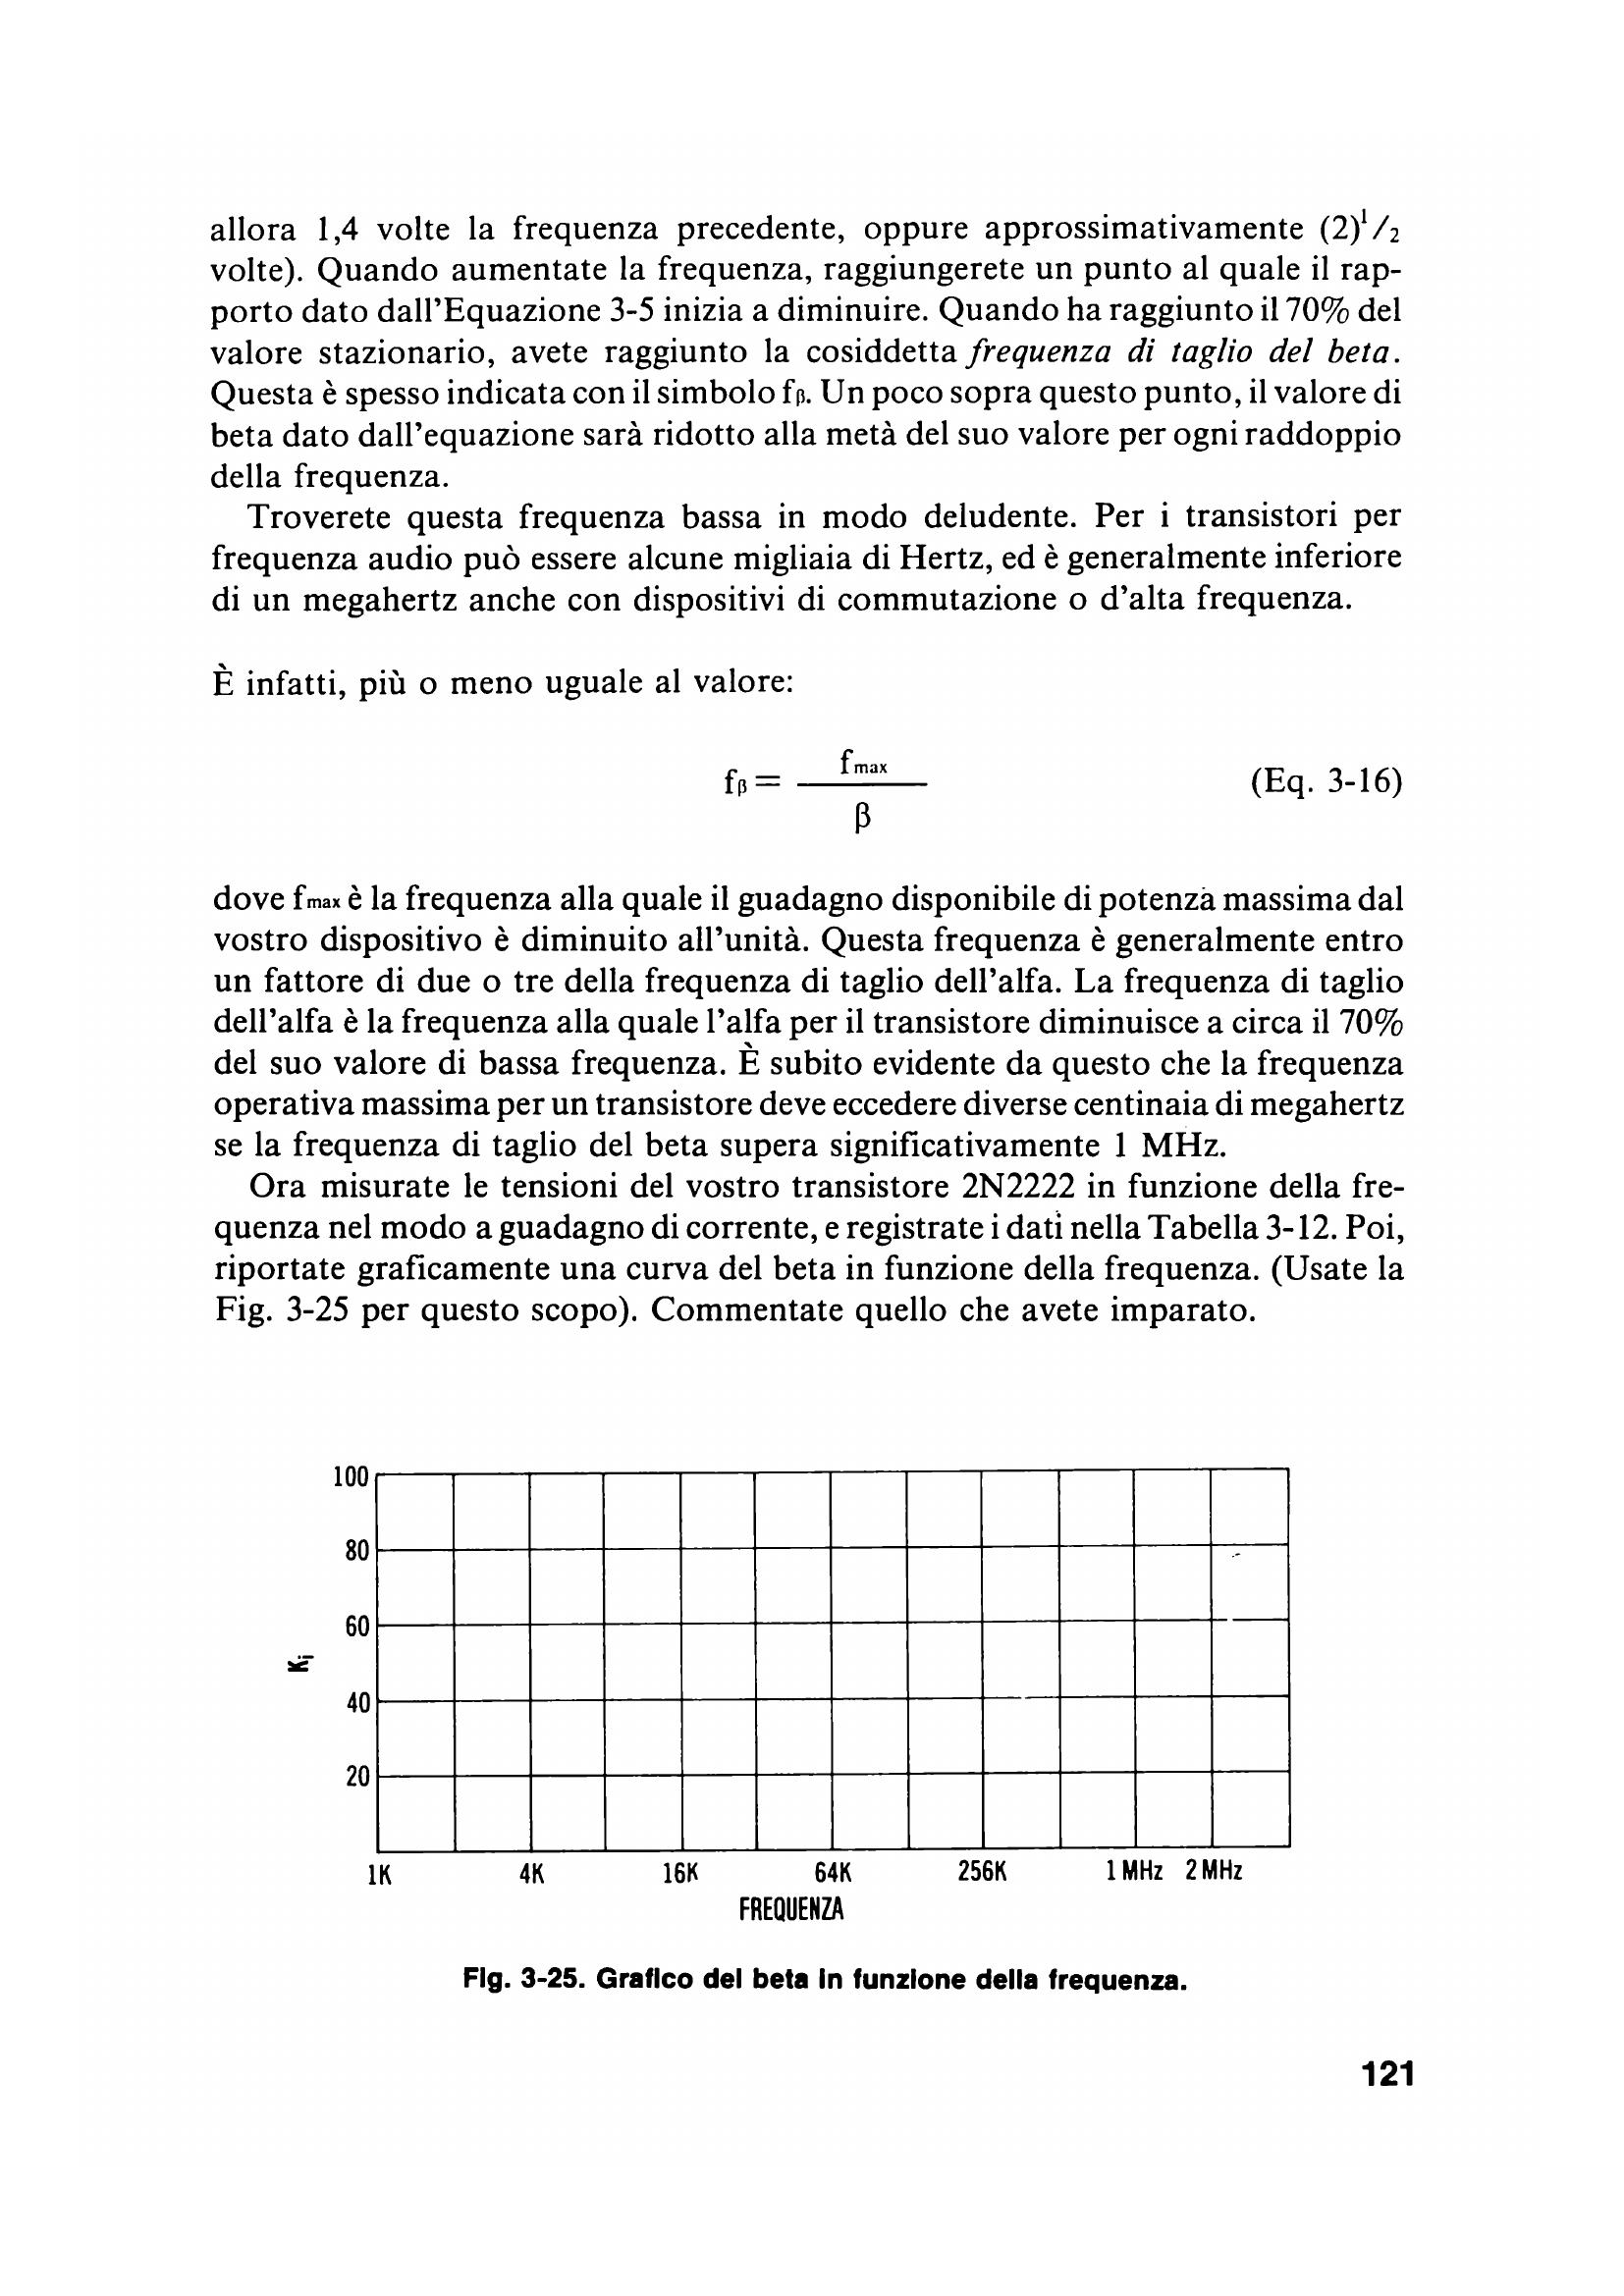 allora 1,4 volte la frequenza precedente, oppure approssimativamente (2)¹/₂
volte). Quando aumentate la frequenza, raggiungerete un punto al quale il rap-
porto dato dall'Equazione 3-5 inizia a diminuire. Quando ha raggiunto il 70% del
valore stazionario, avete raggiunto la cosiddetta frequenza di taglio del beta.
Questa è spesso indicata con il simbolo fβ. Un poco sopra questo punto, il valore di
beta dato dall'equazione sarà ridotto alla metà del suo valore per ogni raddoppio
della frequenza.
Troverete questa frequenza bassa in modo deludente. Per i transistori per
frequenza audio può essere alcune migliaia di Hertz, ed è generalmente inferiore
di un megahertz anche con dispositivi di commutazione o d'alta frequenza.
È infatti, più o meno uguale al valore:
fβ = fmax / β (Eq. 3-16)
dove fmax è la frequenza alla quale il guadagno disponibile di potenza massima dal
vostro dispositivo è diminuito all'unità. Questa frequenza è generalmente entro
un fattore di due o tre della frequenza di taglio dell'alfa. La frequenza di taglio
dell'alfa è la frequenza alla quale l'alfa per il transistore diminuisce a circa il 70%
del suo valore di bassa frequenza. È subito evidente da questo che la frequenza
operativa massima per un transistore deve eccedere diverse centinaia di megahertz
se la frequenza di taglio del beta supera significativamente 1 MHz.
Ora misurate le tensioni del vostro transistore 2N2222 in funzione della fre-
quenza nel modo a guadagno di corrente, e registrate i dati nella Tabella 3-12. Poi,
riportate graficamente una curva del beta in funzione della frequenza. (Usate la
Fig. 3-25 per questo scopo). Commentate quello che avete imparato.
100
80
60
Ki
40
20
1K 4K 16K 64K 256K 1 MHz 2 MHz
FREQUENZA
Fig. 3-25. Grafico del beta in funzione della frequenza.
121